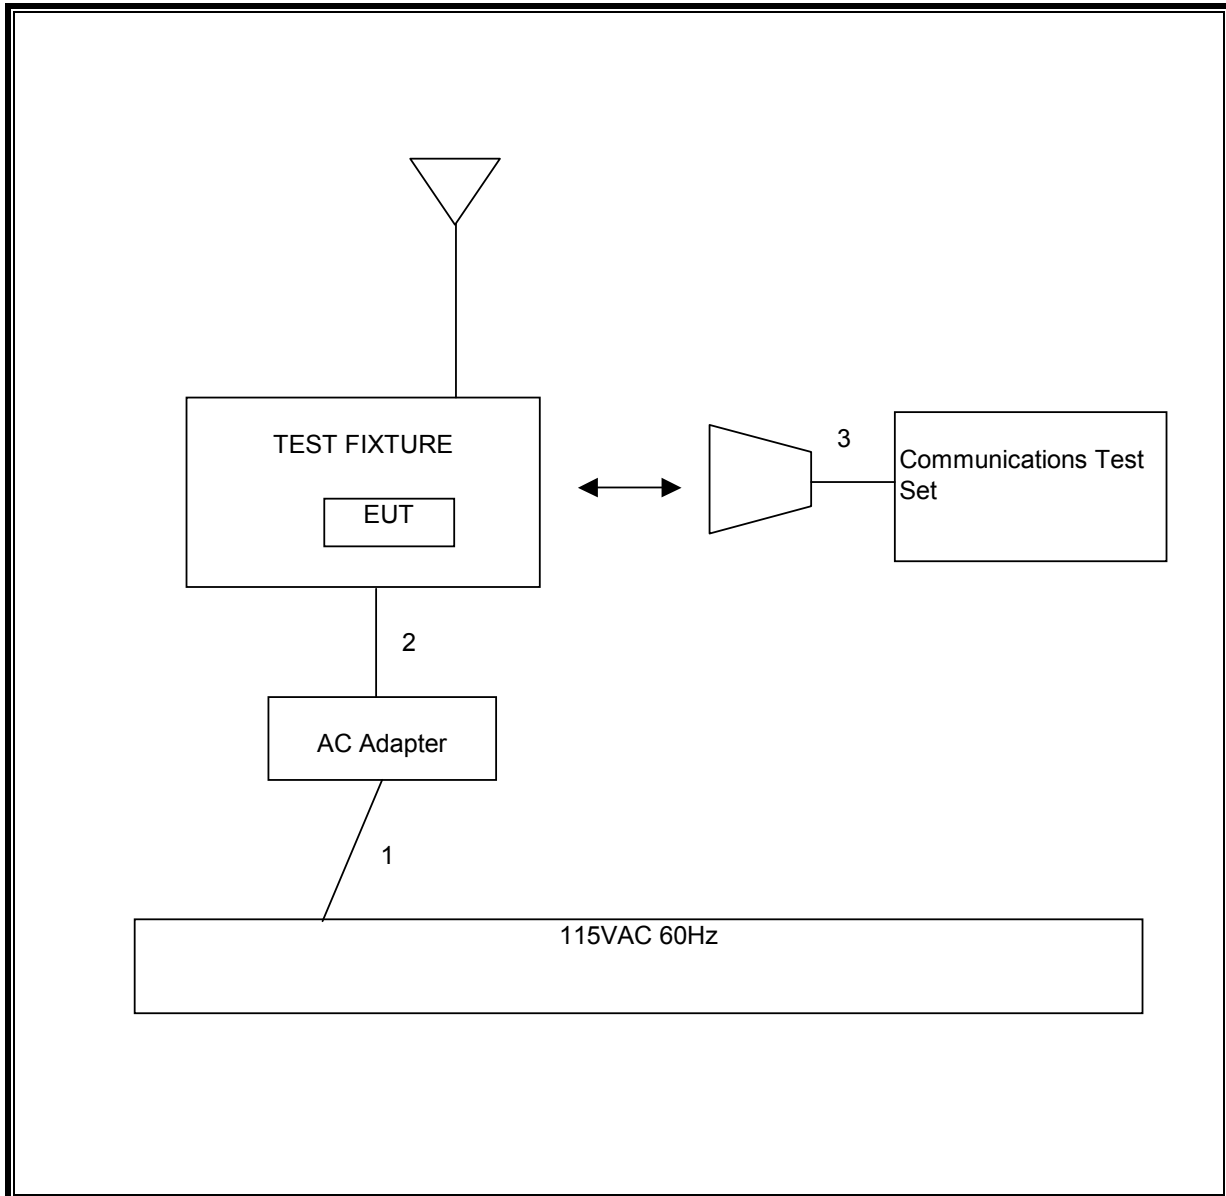 TEST FIXTURE
EUT
3
Communications Test
Set
2
AC Adapter
1
115VAC 60Hz